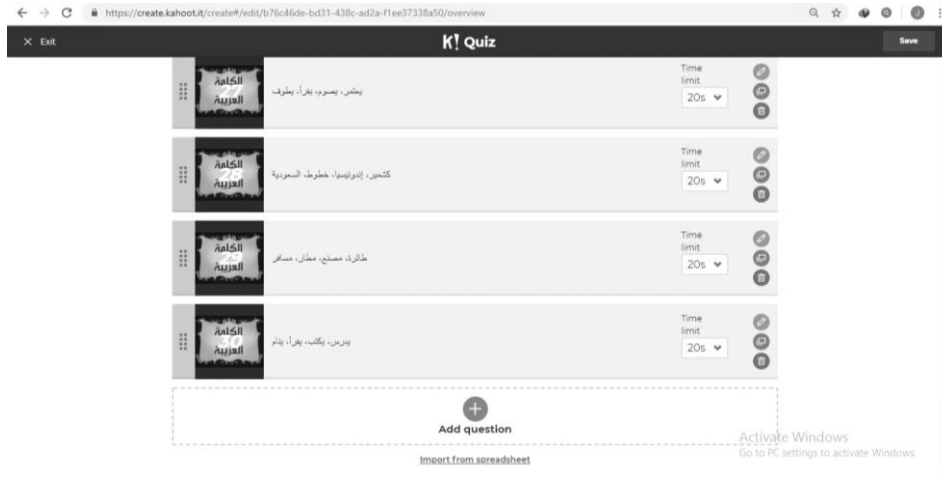 https://create.kahoot.it/create#/edit/b76c46de-bd31-438c-ad2a-f1ee37338a50/overview
J
Exit
K! Quiz
Save
الكلمة
27
العربية
يعتمر، يصوم، يقرأ، يطوف
Time
limit
20s
الكلمة
28
العربية
كشمير، إندونيسيا، خطوط، السعودية
Time
limit
20s
الكلمة
29
العربية
طائرة، مصنع، مطار، مسافر
Time
limit
20s
الكلمة
30
العربية
يدرس، يكتب، يقرأ، ينام
Time
limit
20s
Add question
Import from spreadsheet
Activate Windows
Go to PC settings to activate Windows.